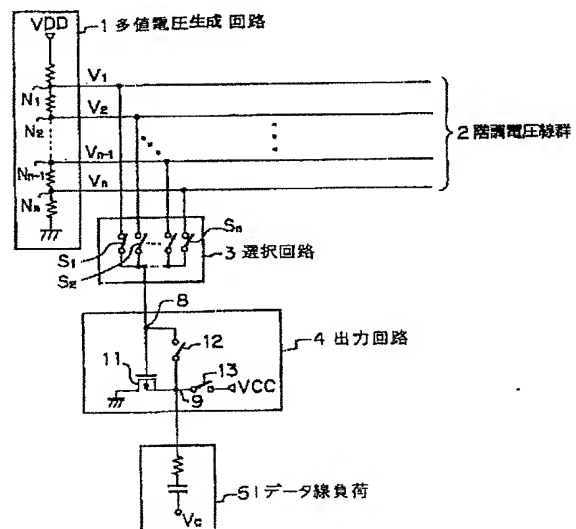 VDD
1 多値電圧生成回路
N1
V1
N2
V2
Nn-1
Vn-1
Nn
Vn
2 階調電圧線群
S1
S2
Sn
3 選択回路
8
12
4 出力回路
11
13
9
VCC
51 データ線負荷
Vc